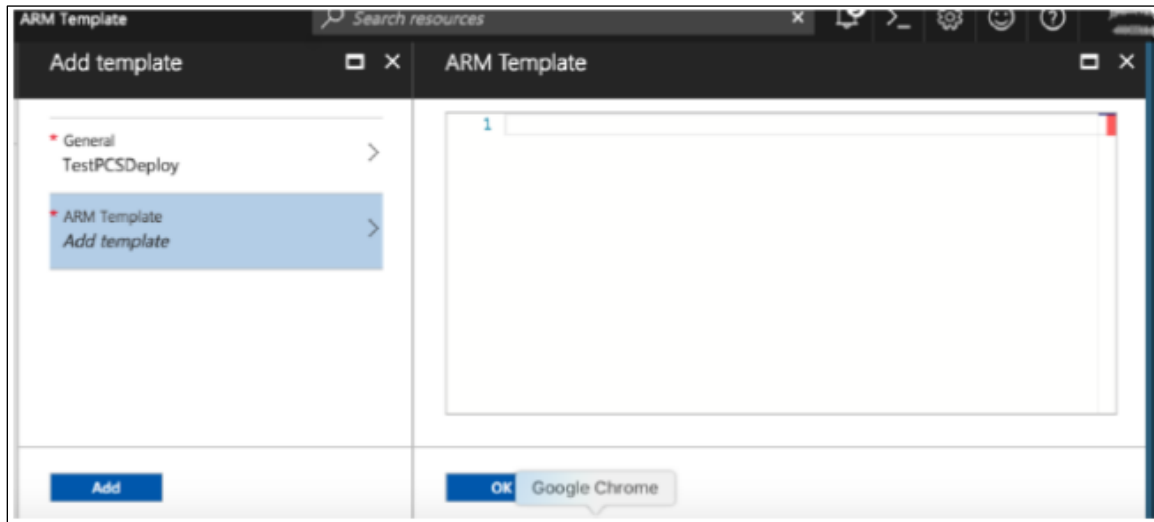 ARM Template
Search resources
Add template
ARM Template
* General
TestPCSDeploy
* ARM Template
Add template
1
Add
OK
Google Chrome